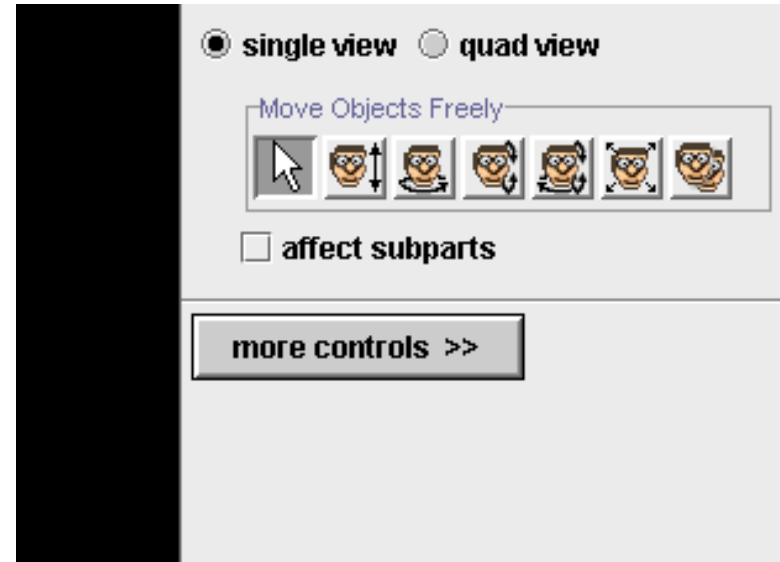 single view quad view
Move Objects Freely
affect subparts
more controls >>